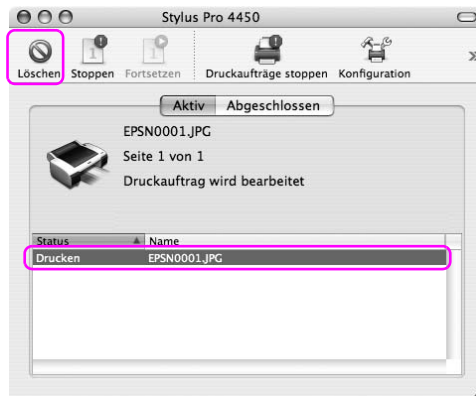 Stylus Pro 4450
Löschen Stoppen Fortsetzen Druckaufträge stoppen Konfiguration
Aktiv Abgeschlossen
EPSN0001.JPG
Seite 1 von 1
Druckauftrag wird bearbeitet
Status Name
Drucken EPSN0001.JPG